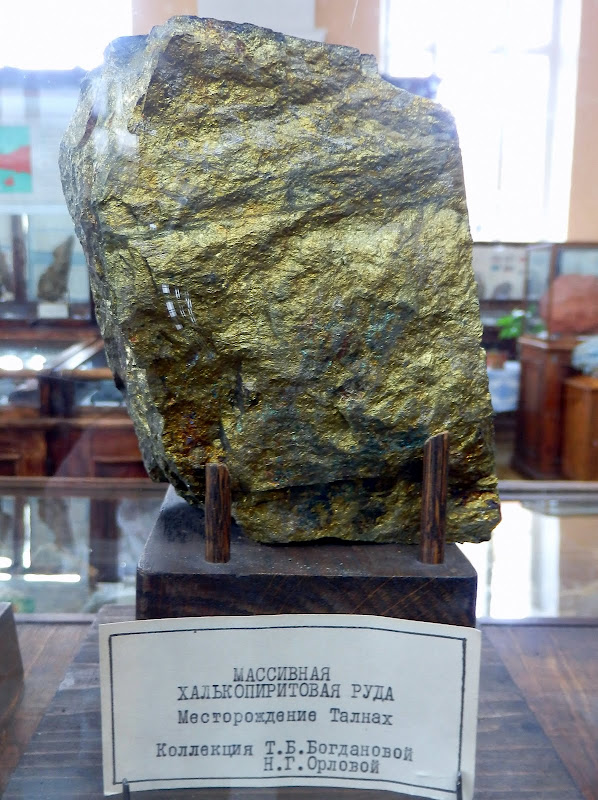 МАССИВНАЯ
ХАЛЬКОПИРИТОВАЯ РУДА
Месторождение Талнах
Коллекция Т.Б.Богдановой
Н.Г.Орловой